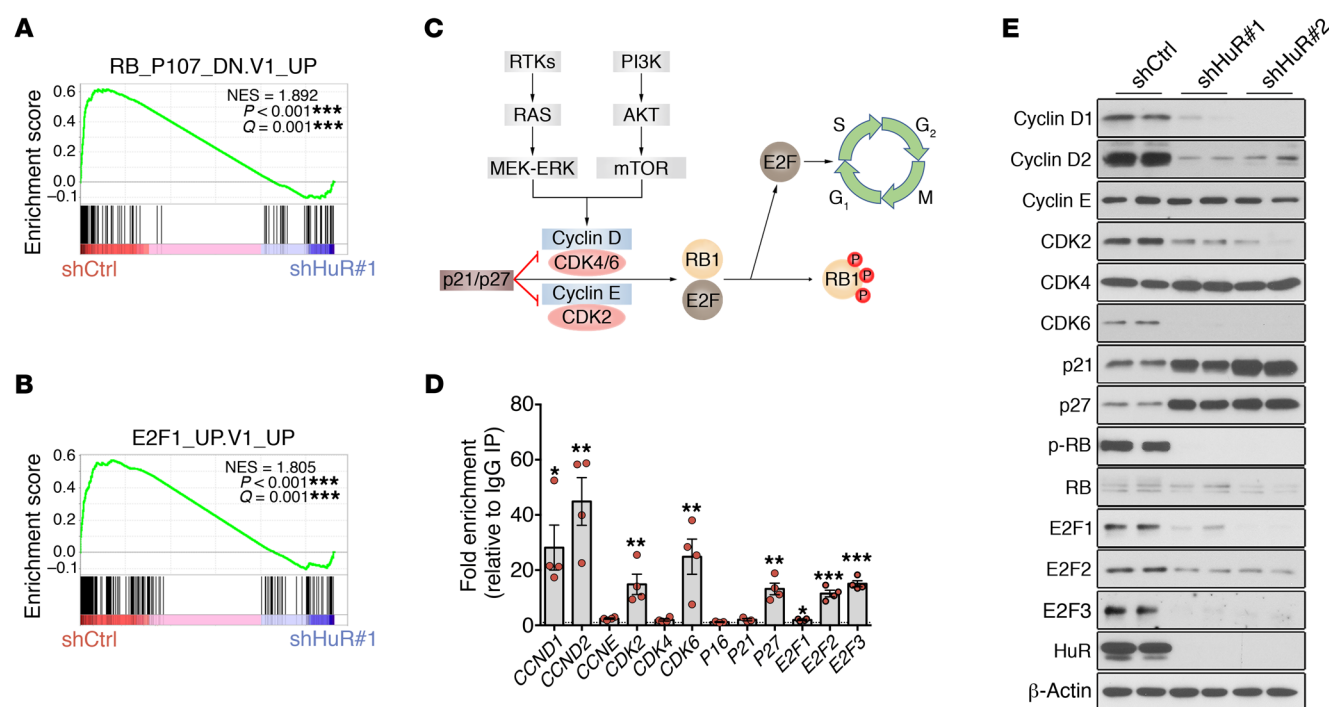 A
RB_P107_DN.V1_UP
Enrichment score
0.6
0.4
0.2
0.0
–0.1
NES = 1.892
P < 0.001***
Q = 0.001***
shCtrl
shHuR#1
B
E2F1_UP.V1_UP
Enrichment score
0.6
0.4
0.2
0.0
–0.1
NES = 1.805
P < 0.001***
Q = 0.001***
shCtrl
shHuR#1
C
RTKs
PI3K
RAS
AKT
MEK-ERK
mTOR
Cyclin D
CDK4/6
p21/p27
Cyclin E
CDK2
RB1
E2F
E2F
S
G2
G1
M
RB1
P
P
P
D
Fold enrichment
(relative to IgG IP)
80
60
40
20
0
*
**
**
**
**
*
***
***
CCND1
CCND2
CCNE
CDK2
CDK4
CDK6
P16
P21
P27
E2F1
E2F2
E2F3
E
shCtrl
shHuR#1
shHuR#2
Cyclin D1
Cyclin D2
Cyclin E
CDK2
CDK4
CDK6
p21
p27
p-RB
RB
E2F1
E2F2
E2F3
HuR
β-Actin